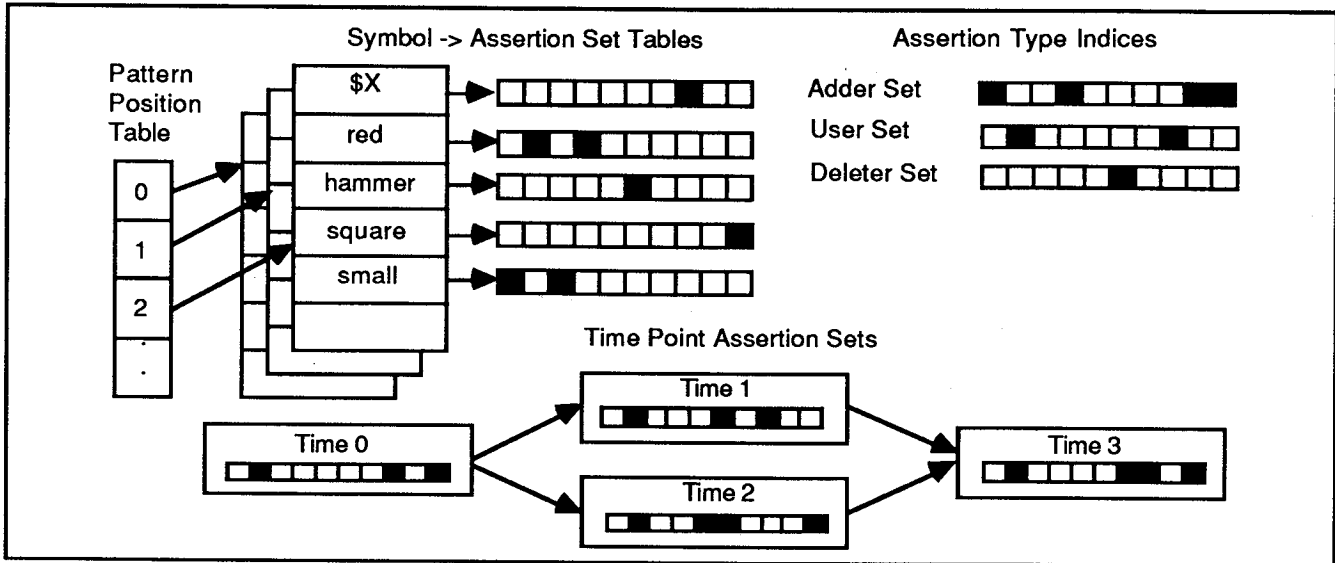 Symbol -> Assertion Set Tables
Assertion Type Indices
Pattern
Position
Table
0
1
2
.
.
$X
red
hammer
square
small
Adder Set
User Set
Deleter Set
Time Point Assertion Sets
Time 0
Time 1
Time 2
Time 3